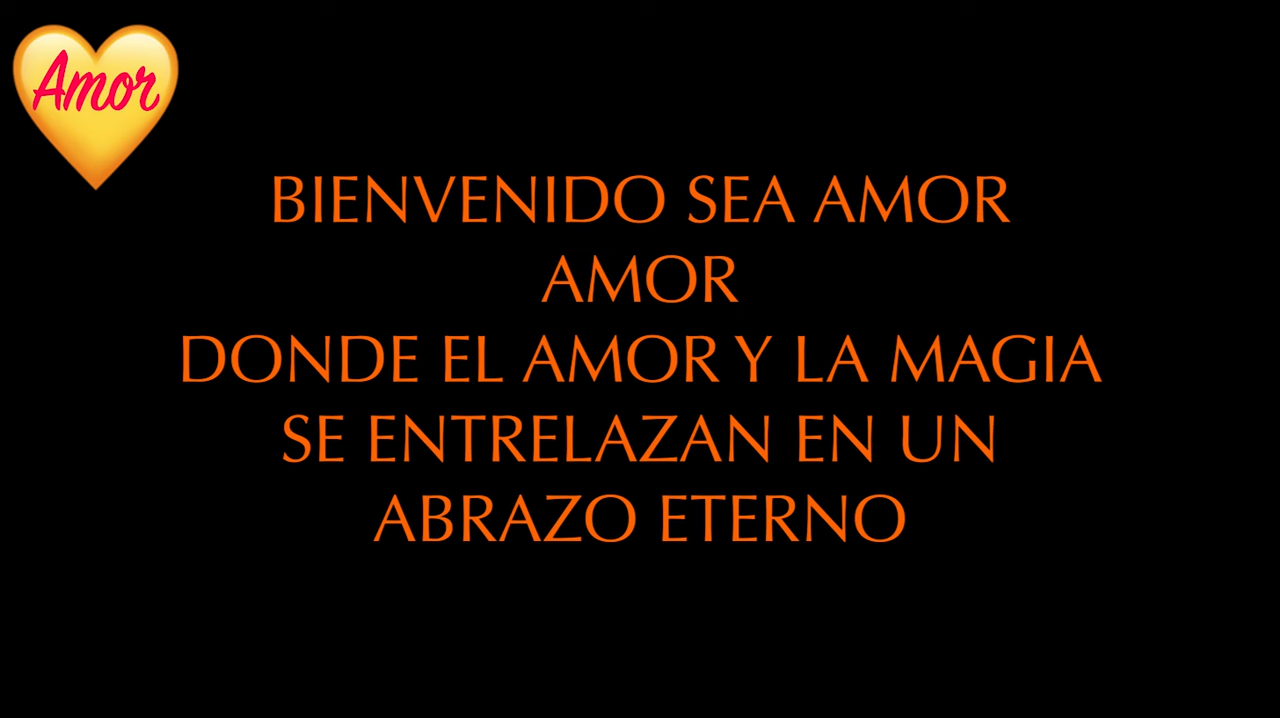 Amor
BIENVENIDO SEA AMOR
AMOR
DONDE EL AMOR Y LA MAGIA
SE ENTRELAZAN EN UN
ABRAZO ETERNO